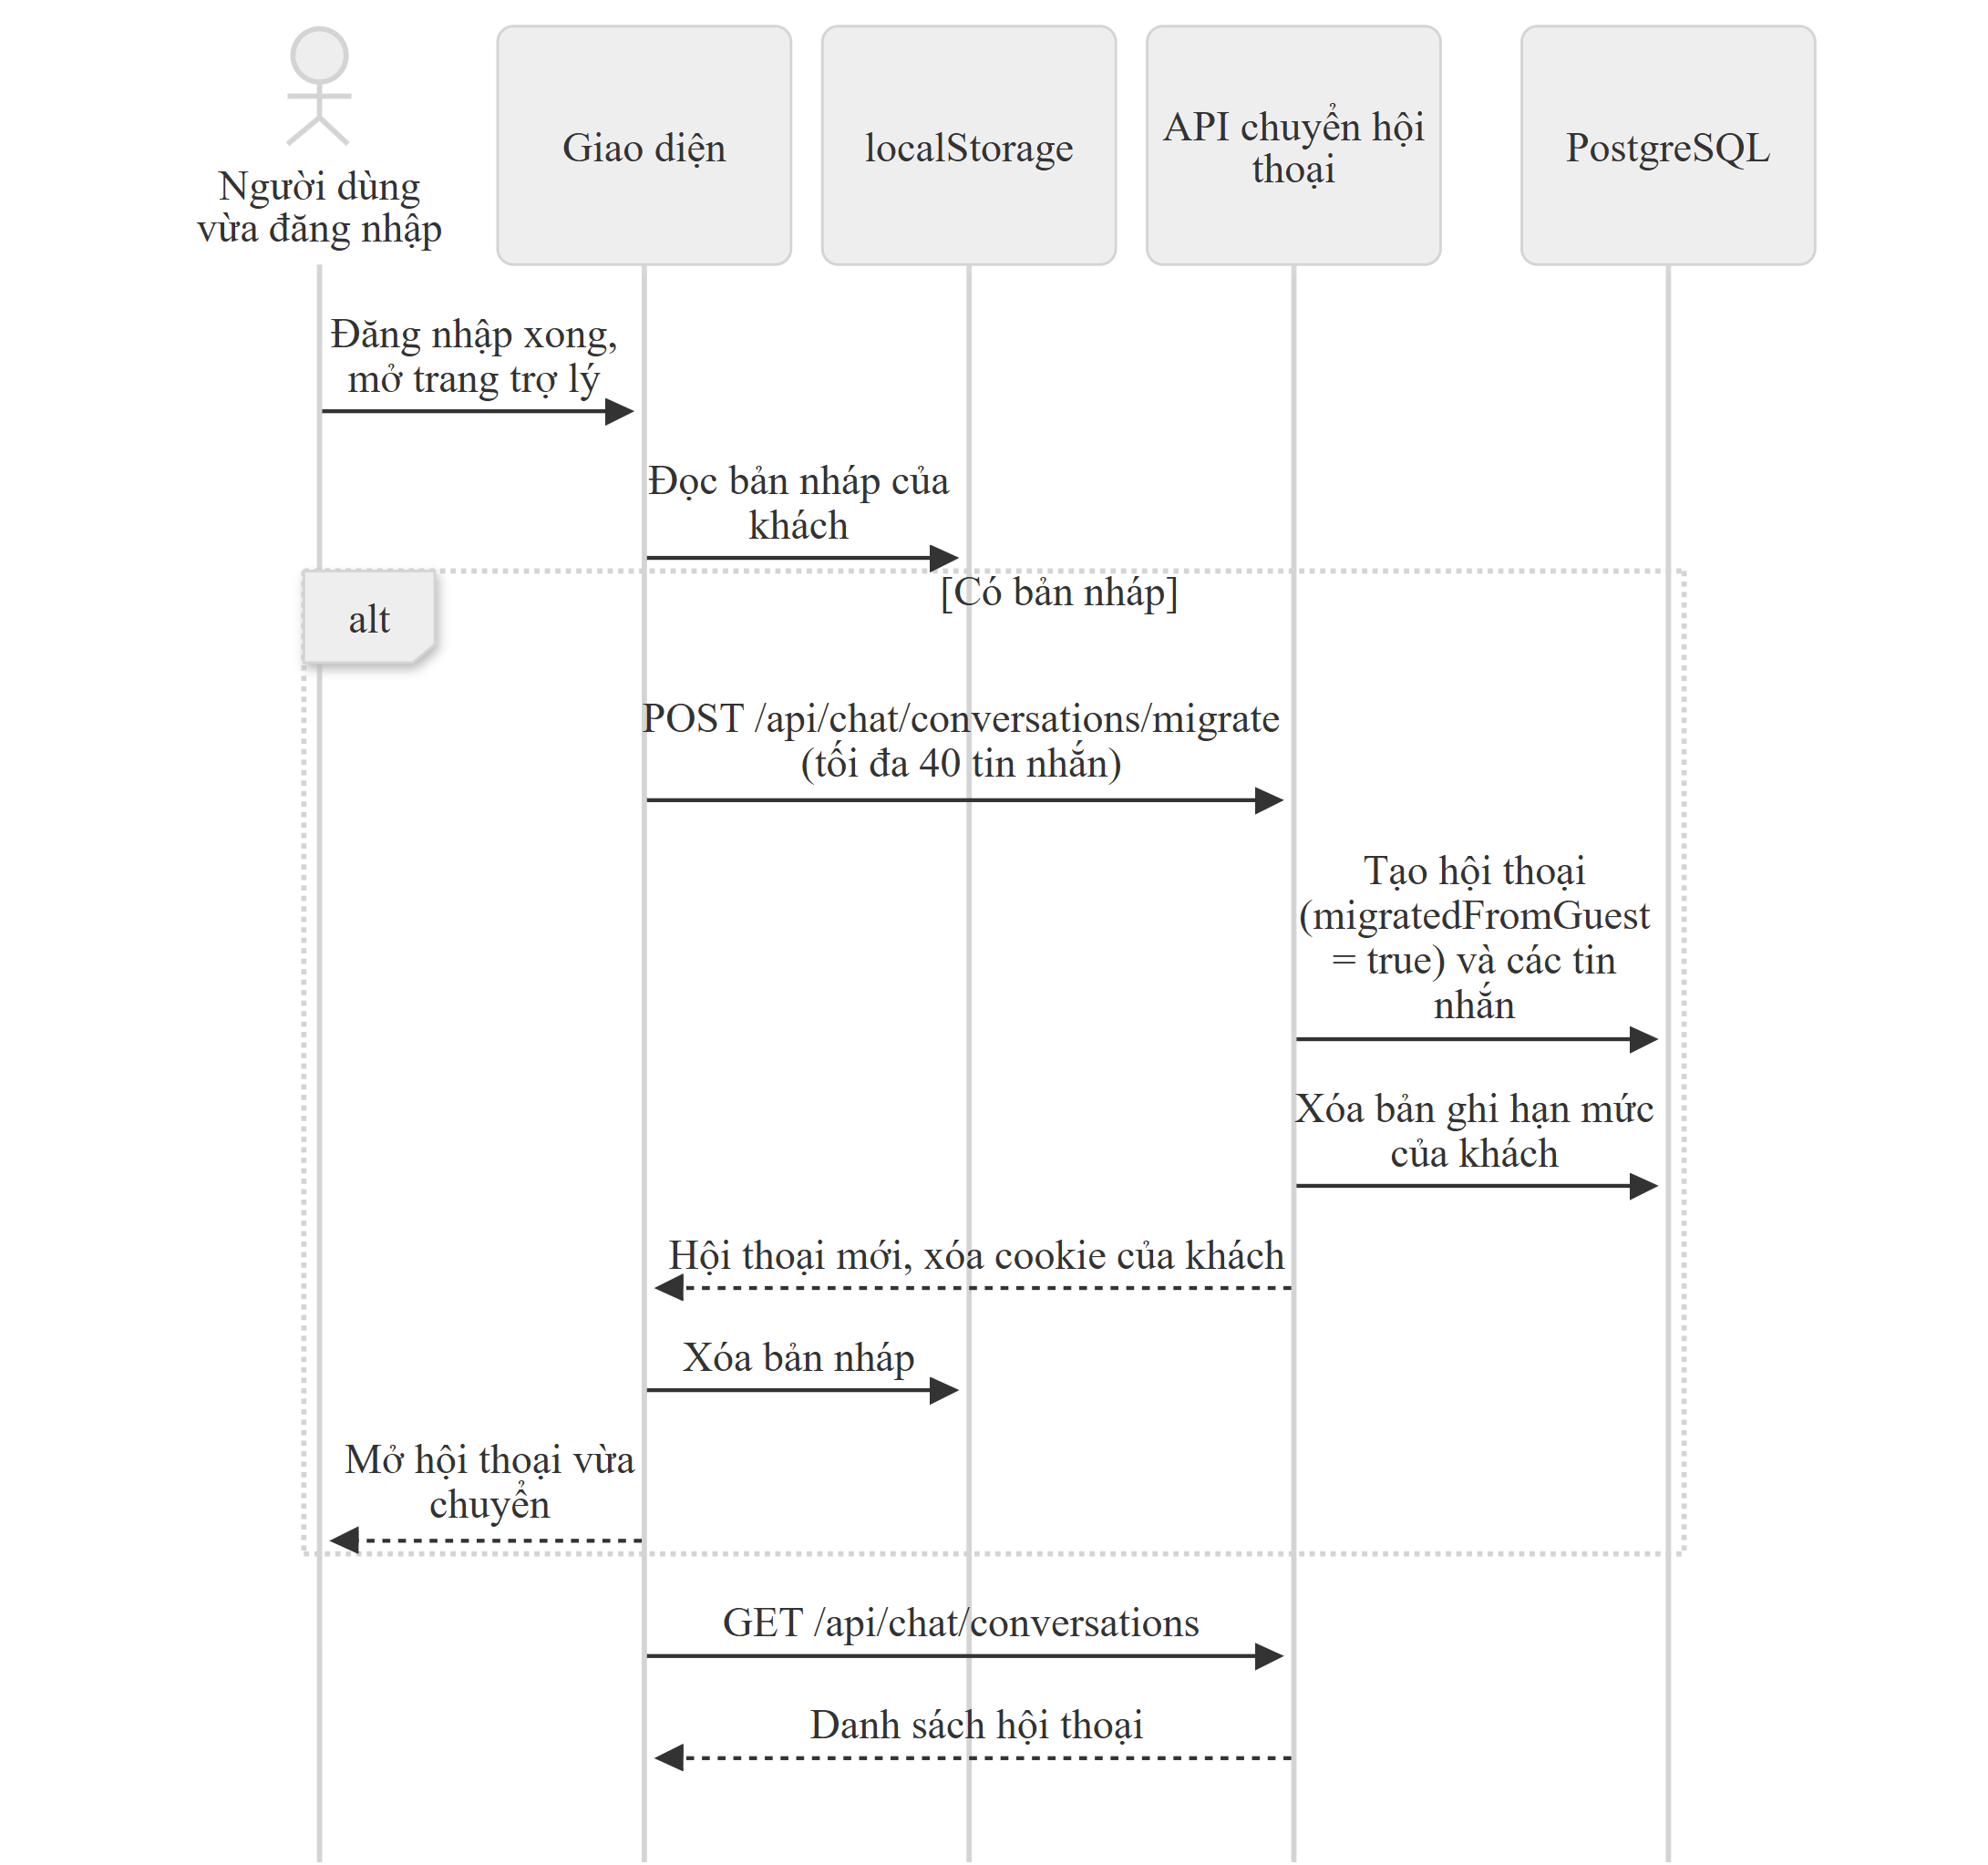 Người dùng
vừa đăng nhập
Giao diện
localStorage
API chuyển hội
thoại
PostgreSQL
Đăng nhập xong,
mở trang trợ lý
Đọc bản nháp của
khách
alt
[Có bản nháp]
POST /api/chat/conversations/migrate
(tối đa 40 tin nhắn)
Tạo hội thoại
(migratedFromGuest
= true) và các tin
nhắn
Xóa bản ghi hạn mức
của khách
Hội thoại mới, xóa cookie của khách
Xóa bản nháp
Mở hội thoại vừa
chuyển
GET /api/chat/conversations
Danh sách hội thoại